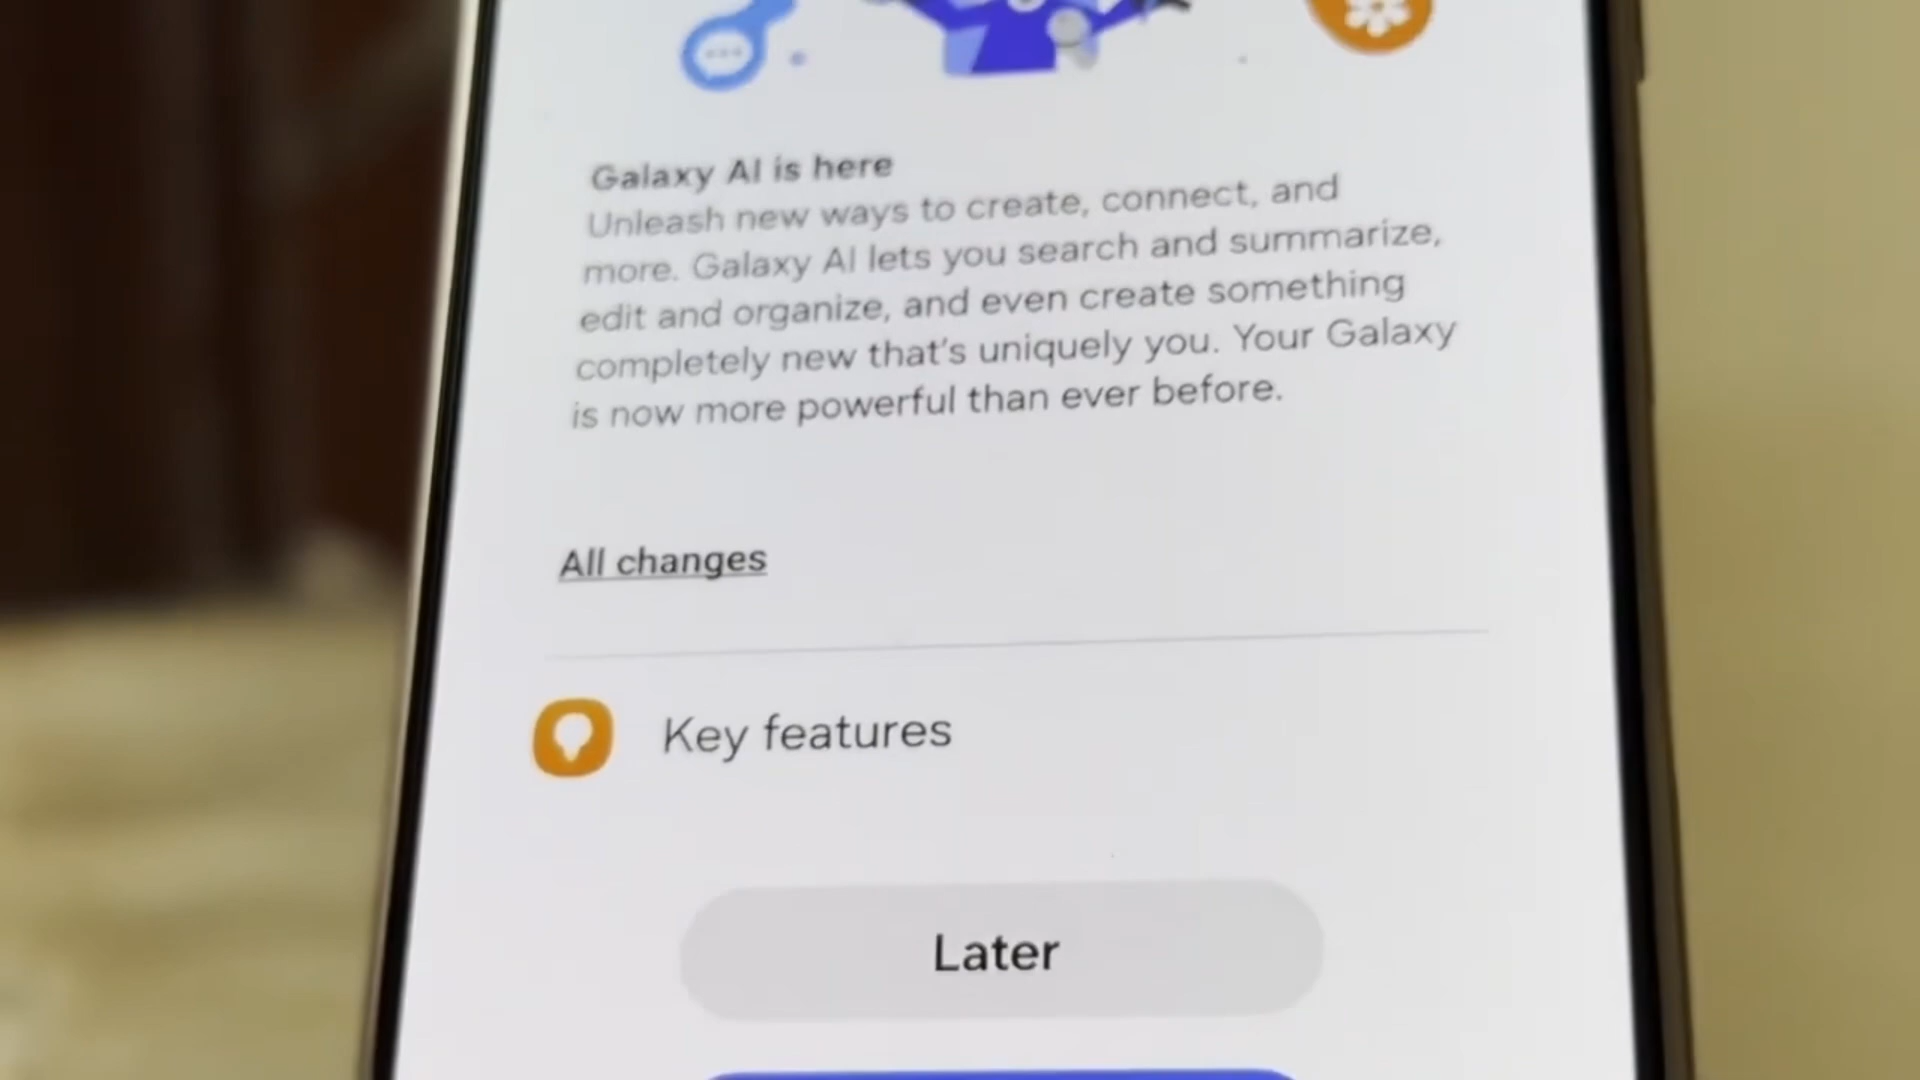 Galaxy AI is here
Unleash new ways to create, connect, and
more. Galaxy AI lets you search and summarize,
edit and organize, and even create something
completely new that's uniquely you. Your Galaxy
is now more powerful than ever before.
All changes
Key features
Later